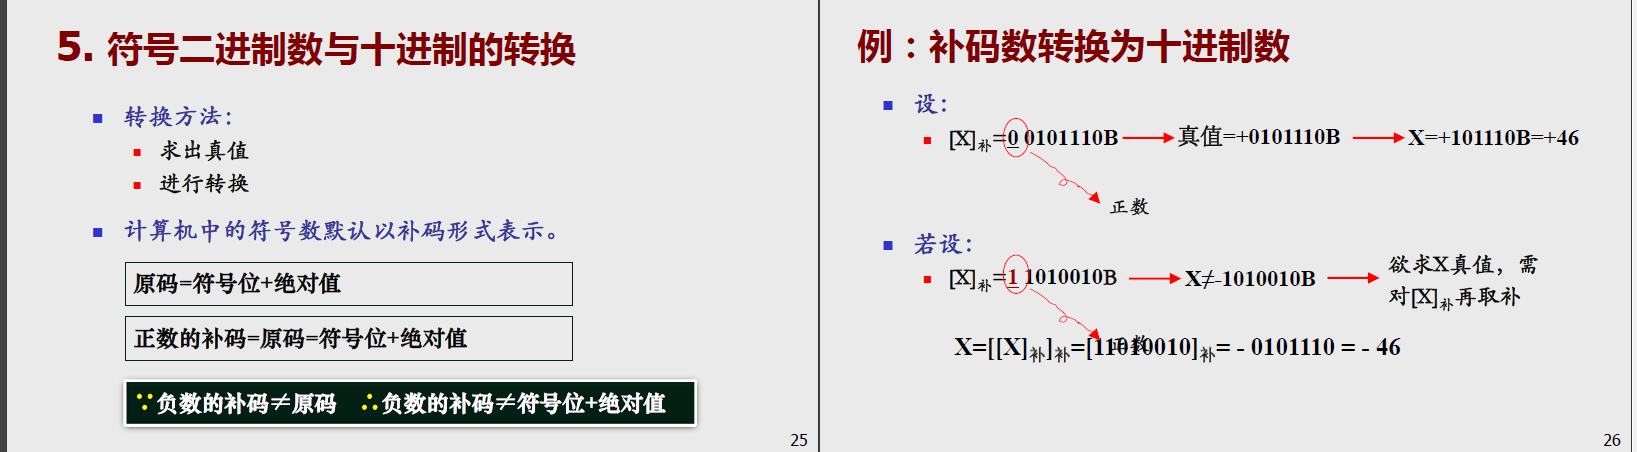 5. 符号二进制数与十进制的转换
转换方法：
求出真值
进行转换
计算机中的符号数默认以补码形式表示。
原码=符号位+绝对值
正数的补码=原码=符号位+绝对值
∵负数的补码≠原码 ∴负数的补码≠符号位+绝对值
25
例：补码数转换为十进制数
设：
[X]补=0 0101110B 真值=+0101110B X=+101110B=+46
正数
若设：
[X]补=1 1010010B X≠-1010010B 欲求X真值，需
对[X]补再取补
正数
X=[[X]补]补=[11010010]补= - 0101110 = - 46
26